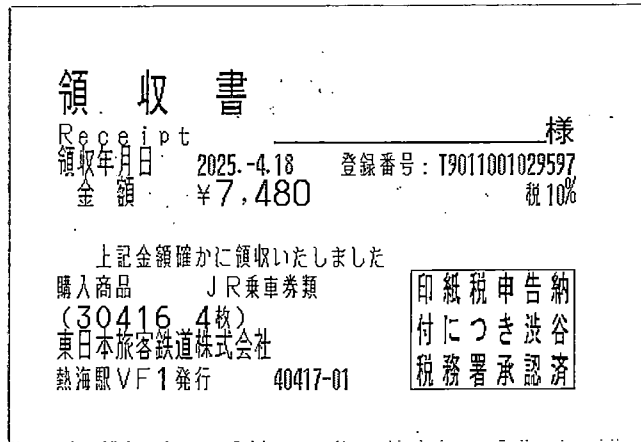 領収書
Receipt 様
領収年月日 2025.-4.18 登録番号：T9011001029597
金額 ¥7,480 税10%
上記金額確かに領収いたしました
購入商品 JR乗車券類
(30416 4枚)
東日本旅客鉄道株式会社
熱海駅VF1発行 40417-01
印紙税申告納
付につき渋谷
税務署承認済